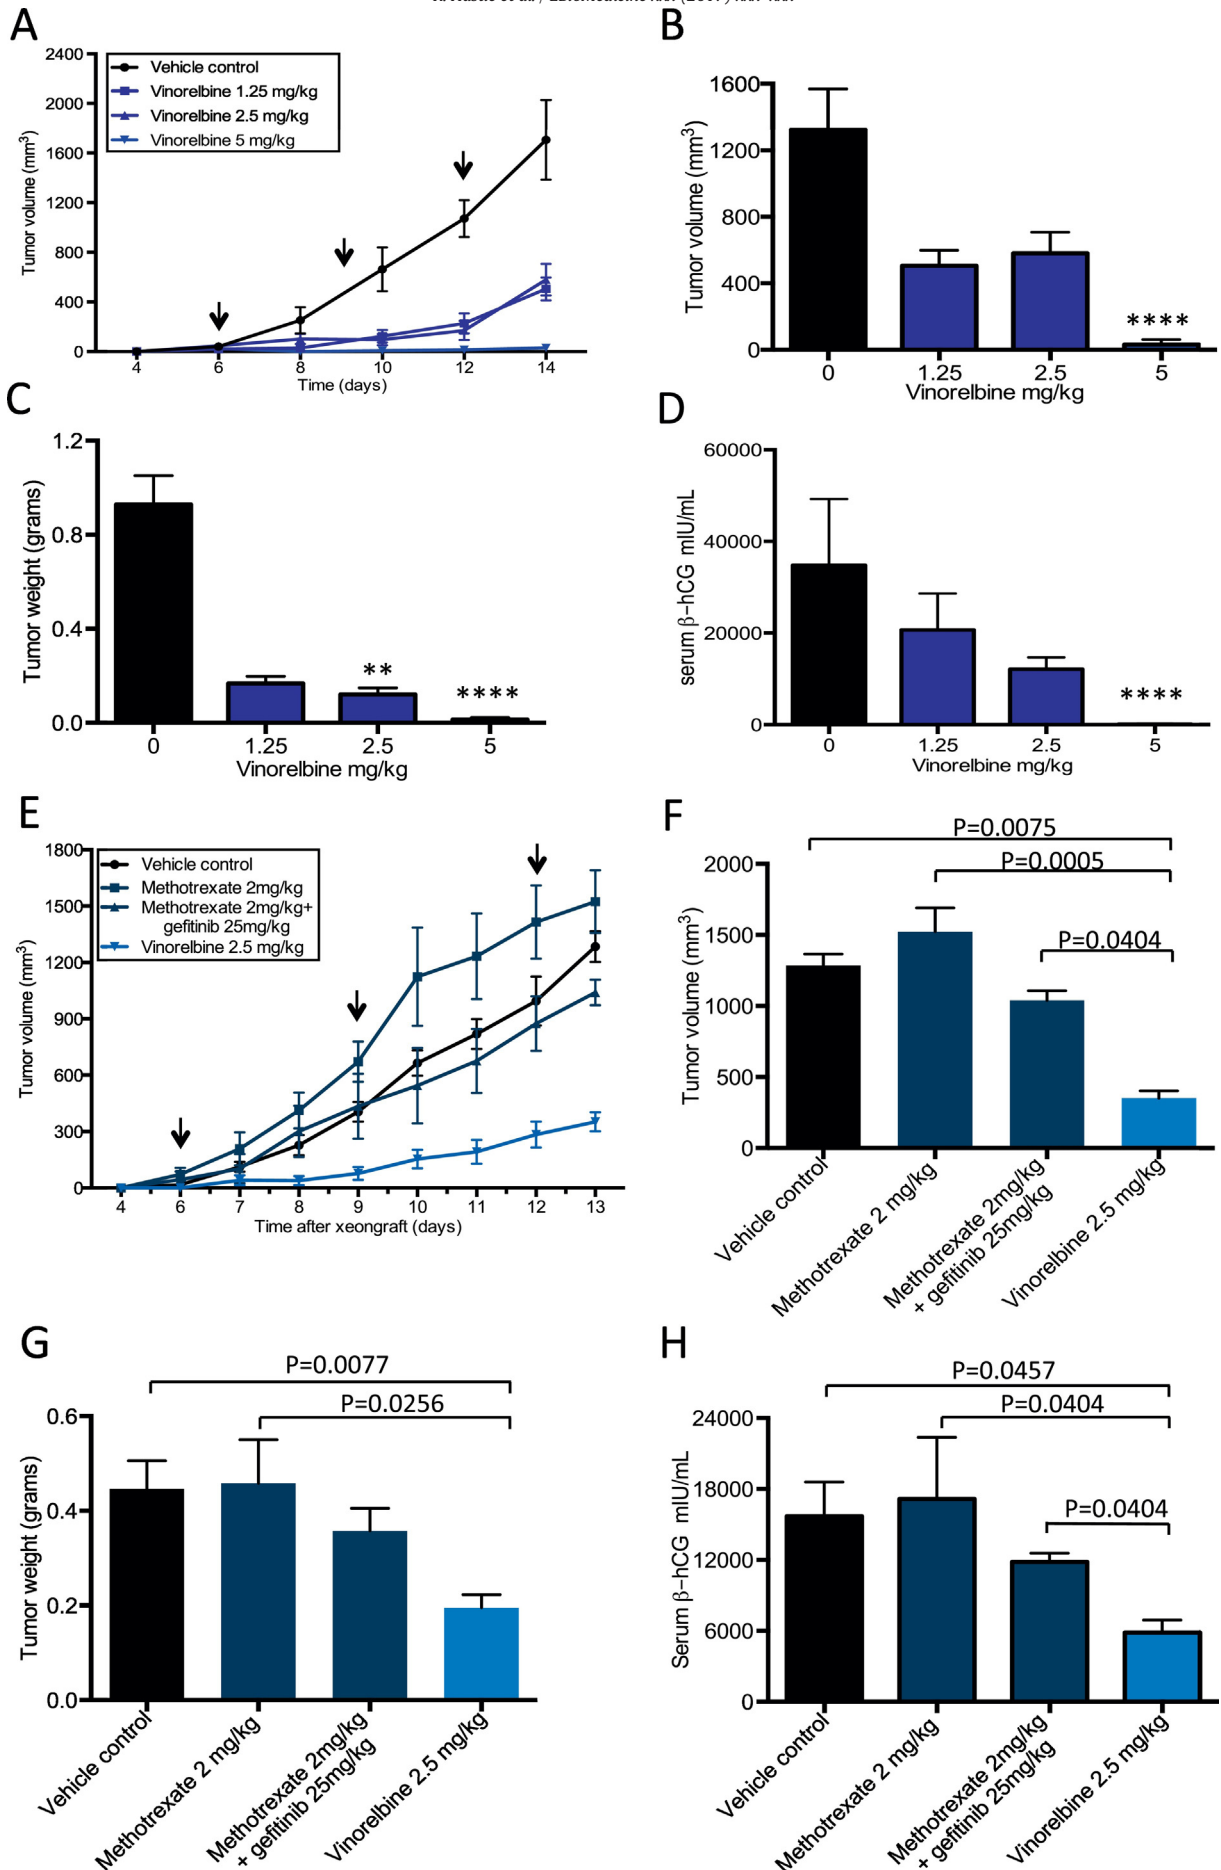 A
2400
2000
1600
1200
800
400
0
Tumor volume (mm³)
Vehicle control
Vinorelbine 1.25 mg/kg
Vinorelbine 2.5 mg/kg
Vinorelbine 5 mg/kg
4 6 8 10 12 14
Time (days)
B
1600
1200
800
400
0
Tumor volume (mm³)
****
0 1.25 2.5 5
Vinorelbine mg/kg
C
1.2
0.8
0.4
0.0
Tumor weight (grams)
**
****
0 1.25 2.5 5
Vinorelbine mg/kg
D
60000
40000
20000
0
serum β-hCG mIU/mL
****
0 1.25 2.5 5
Vinorelbine mg/kg
E
1800
1500
1200
900
600
300
0
Tumor volume (mm³)
Vehicle control
Methotrexate 2mg/kg
Methotrexate 2mg/kg+
gefitinib 25mg/kg
Vinorelbine 2.5 mg/kg
4 6 7 8 9 10 11 12 13
Time after xeongraft (days)
F
P=0.0075
P=0.0005
P=0.0404
2000
1500
1000
500
0
Tumor volume (mm³)
Vehicle control
Methotrexate 2 mg/kg
Methotrexate 2mg/kg
+ gefitinib 25mg/kg
Vinorelbine 2.5 mg/kg
G
P=0.0077
P=0.0256
0.6
0.4
0.2
0.0
Tumor weight (grams)
Vehicle control
Methotrexate 2 mg/kg
Methotrexate 2mg/kg
+ gefitinib 25mg/kg
Vinorelbine 2.5 mg/kg
H
P=0.0457
P=0.0404
P=0.0404
24000
18000
12000
6000
0
Serum β-hCG mIU/mL
Vehicle control
Methotrexate 2 mg/kg
Methotrexate 2mg/kg
+ gefitinib 25mg/kg
Vinorelbine 2.5 mg/kg